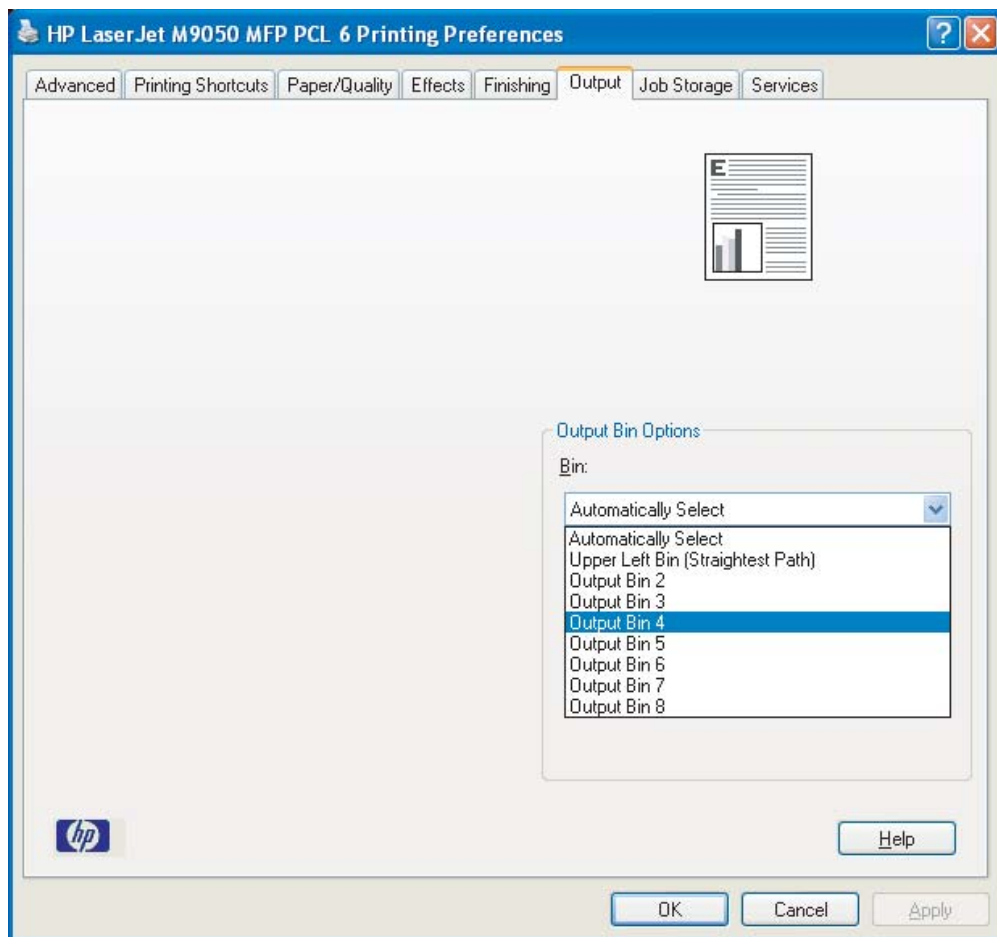 HP LaserJet M9050 MFP PCL 6 Printing Preferences
Advanced Printing Shortcuts Paper/Quality Effects Finishing Output Job Storage Services
E
Output Bin Options
Bin:
Automatically Select
Automatically Select
Upper Left Bin (Straightest Path)
Output Bin 2
Output Bin 3
Output Bin 4
Output Bin 5
Output Bin 6
Output Bin 7
Output Bin 8
hp
Help
OK Cancel Apply